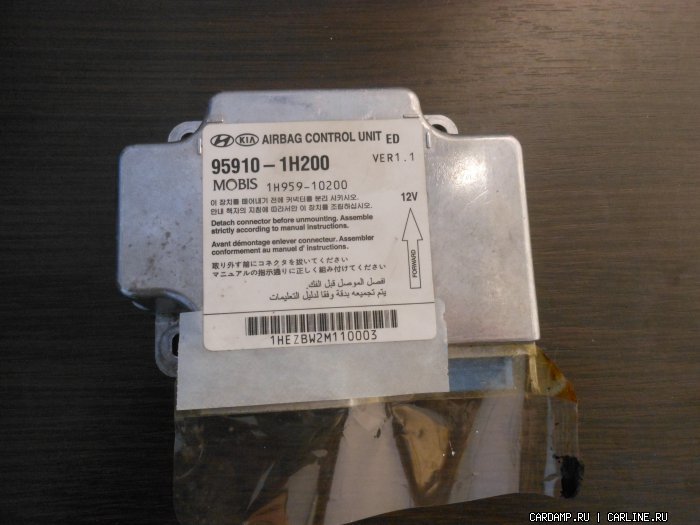 HYUNDAI KIA AIRBAG CONTROL UNIT ED
95910-1H200 VER1.1
MOBIS 1H959-10200
이 장치를 떼어내기 전에 커넥터를 분리 시키시오.
안내 책자의 지침에 따라서만 이 장치를 조립하십시오.
12V
Detach connector before unmounting. Assemble
strictly according to manual instructions.
Avant démontage enlever connecteur. Assembler
conformement au manuel d' instructions.
FORWARD
取り外す前にコネクタを抜いてください
マニュアルの指示通りに正しく組み付けてください
افصل الموصل قبل الفك.
يتم تجميعه بدقة وفقا لدليل التعليمات
1HEZBW2M110003
CARDAMP.RU | CARLINE.RU